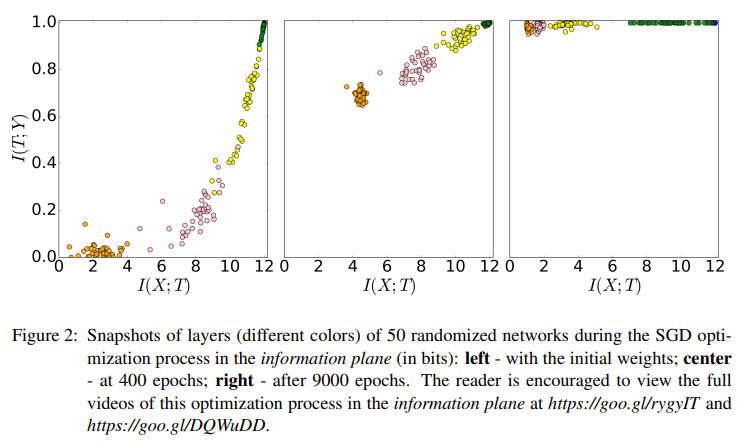 1.0
0.8
0.6
0.4
0.2
0.0
I(T;Y)
0 2 4 6 8 10 12
0 2 4 6 8 10 12
0 2 4 6 8 10 12
I(X;T)
I(X;T)
I(X;T)
Figure 2: Snapshots of layers (different colors) of 50 randomized networks during the SGD opti-
mization process in the information plane (in bits): left - with the initial weights; center
- at 400 epochs; right - after 9000 epochs. The reader is encouraged to view the full
videos of this optimization process in the information plane at https://goo.gl/rygyIT and
https://goo.gl/DQWuDD.